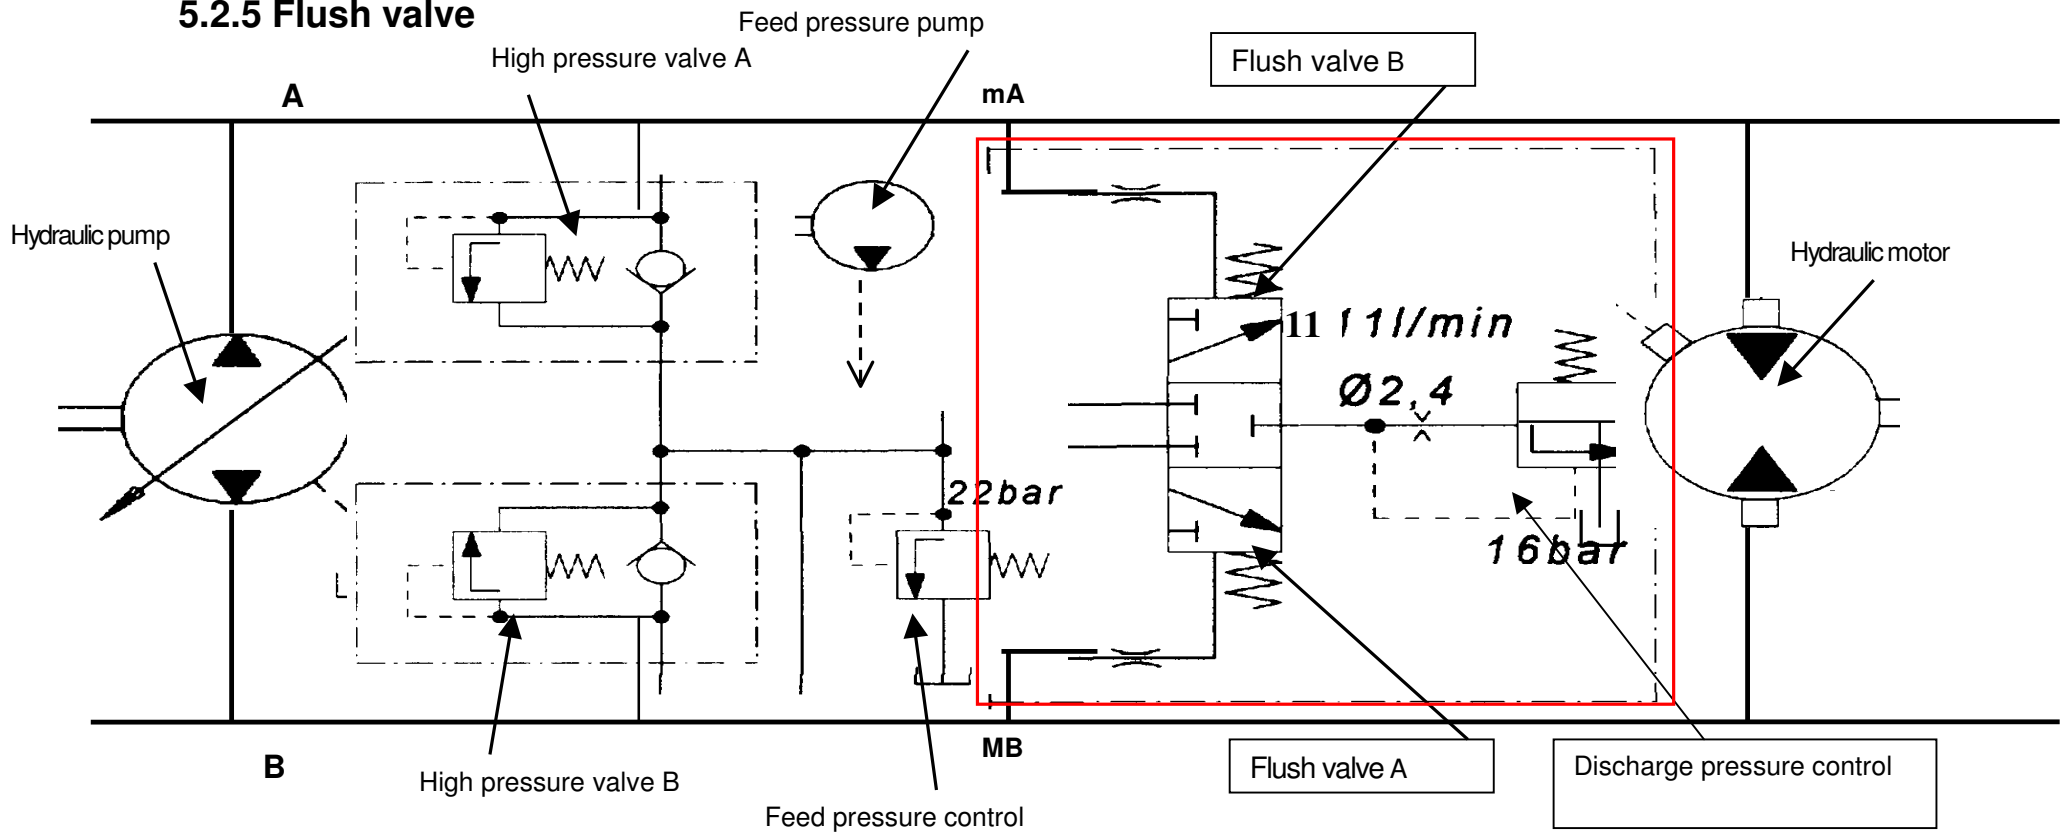 5.2.5 Flush valve
Feed pressure pump
High pressure valve A
Flush valve B
A
mA
Hydraulic pump
Hydraulic motor
11 11l/min
Ø2,4
22bar
16bar
MB
B
High pressure valve B
Flush valve A
Discharge pressure control
Feed pressure control